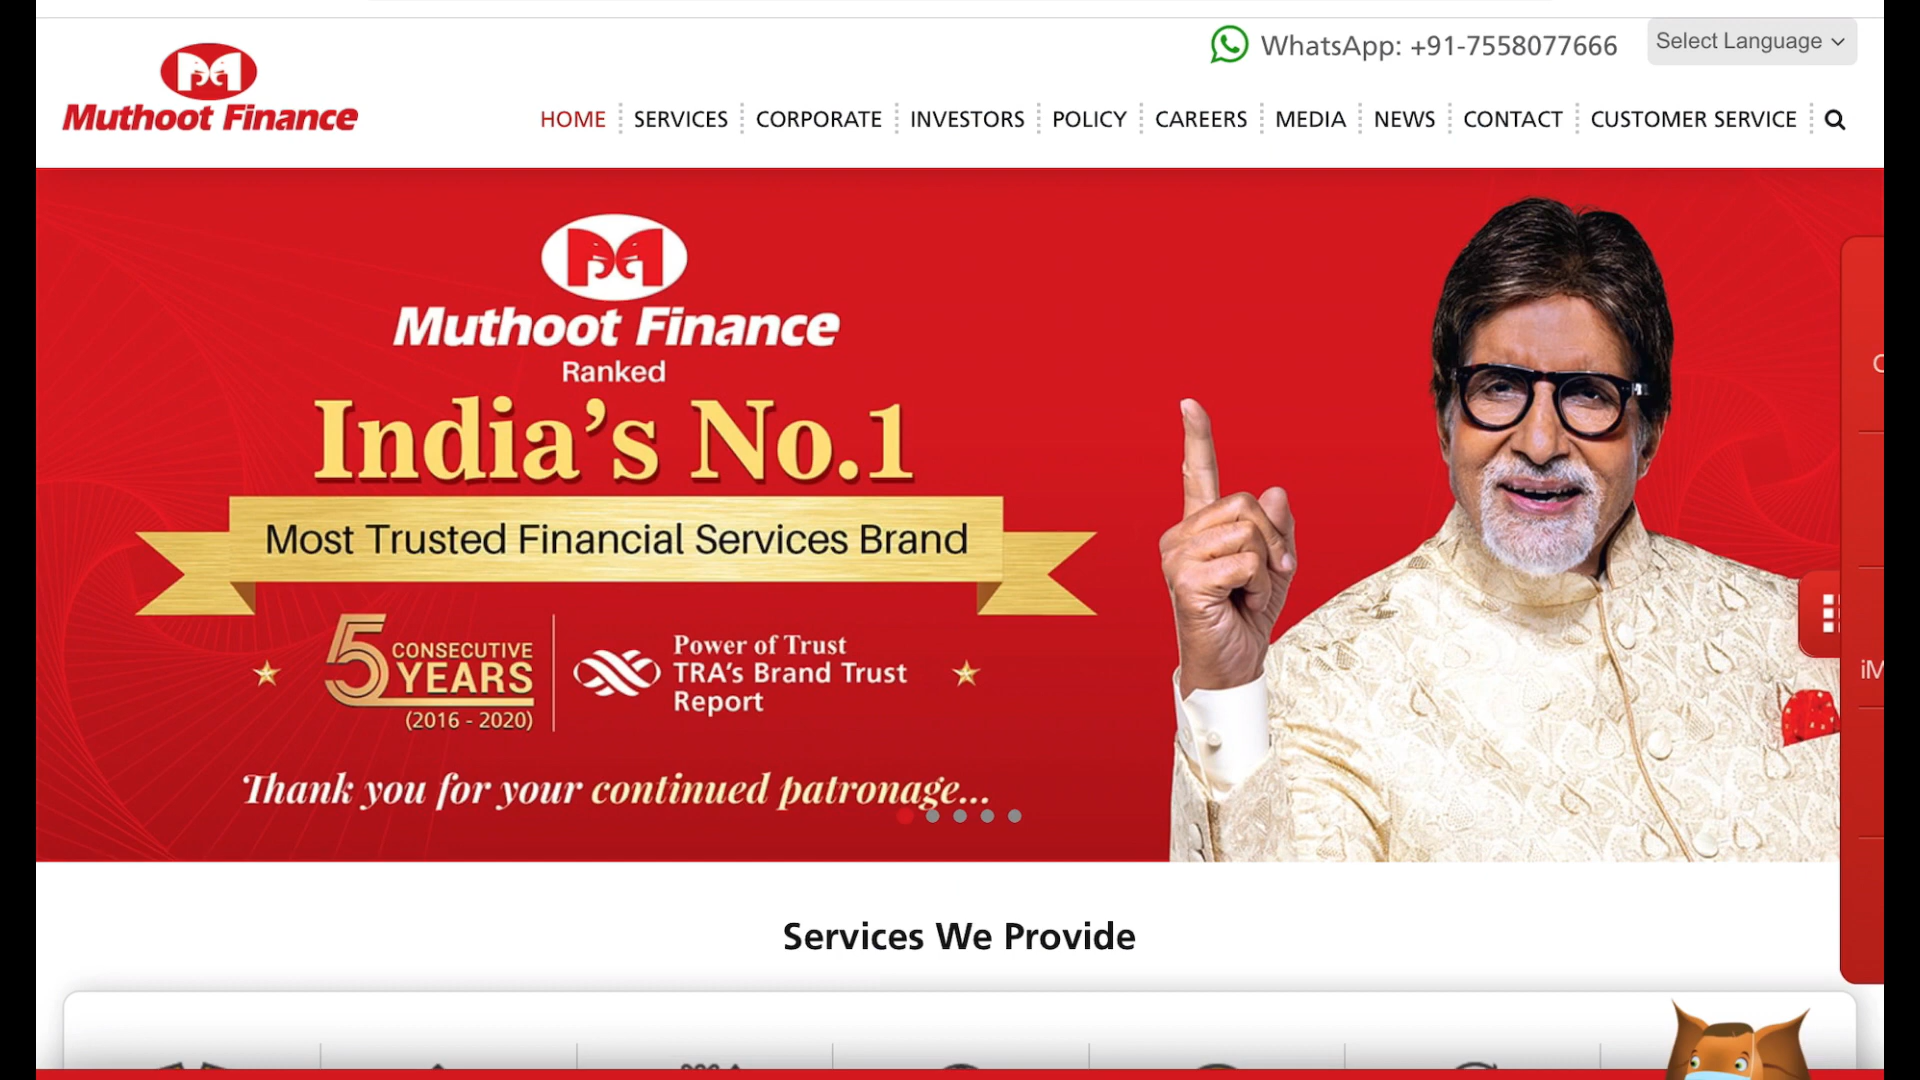 WhatsApp: +91-7558077666
Select Language
Muthoot Finance
HOME
SERVICES
CORPORATE
INVESTORS
POLICY
CAREERS
MEDIA
NEWS
CONTACT
CUSTOMER SERVICE
Muthoot Finance
Ranked
India's No.1
Most Trusted Financial Services Brand
5 CONSECUTIVE
YEARS
(2016 - 2020)
Power of Trust
TRA's Brand Trust
Report
Thank you for your continued patronage...
iM
Services We Provide